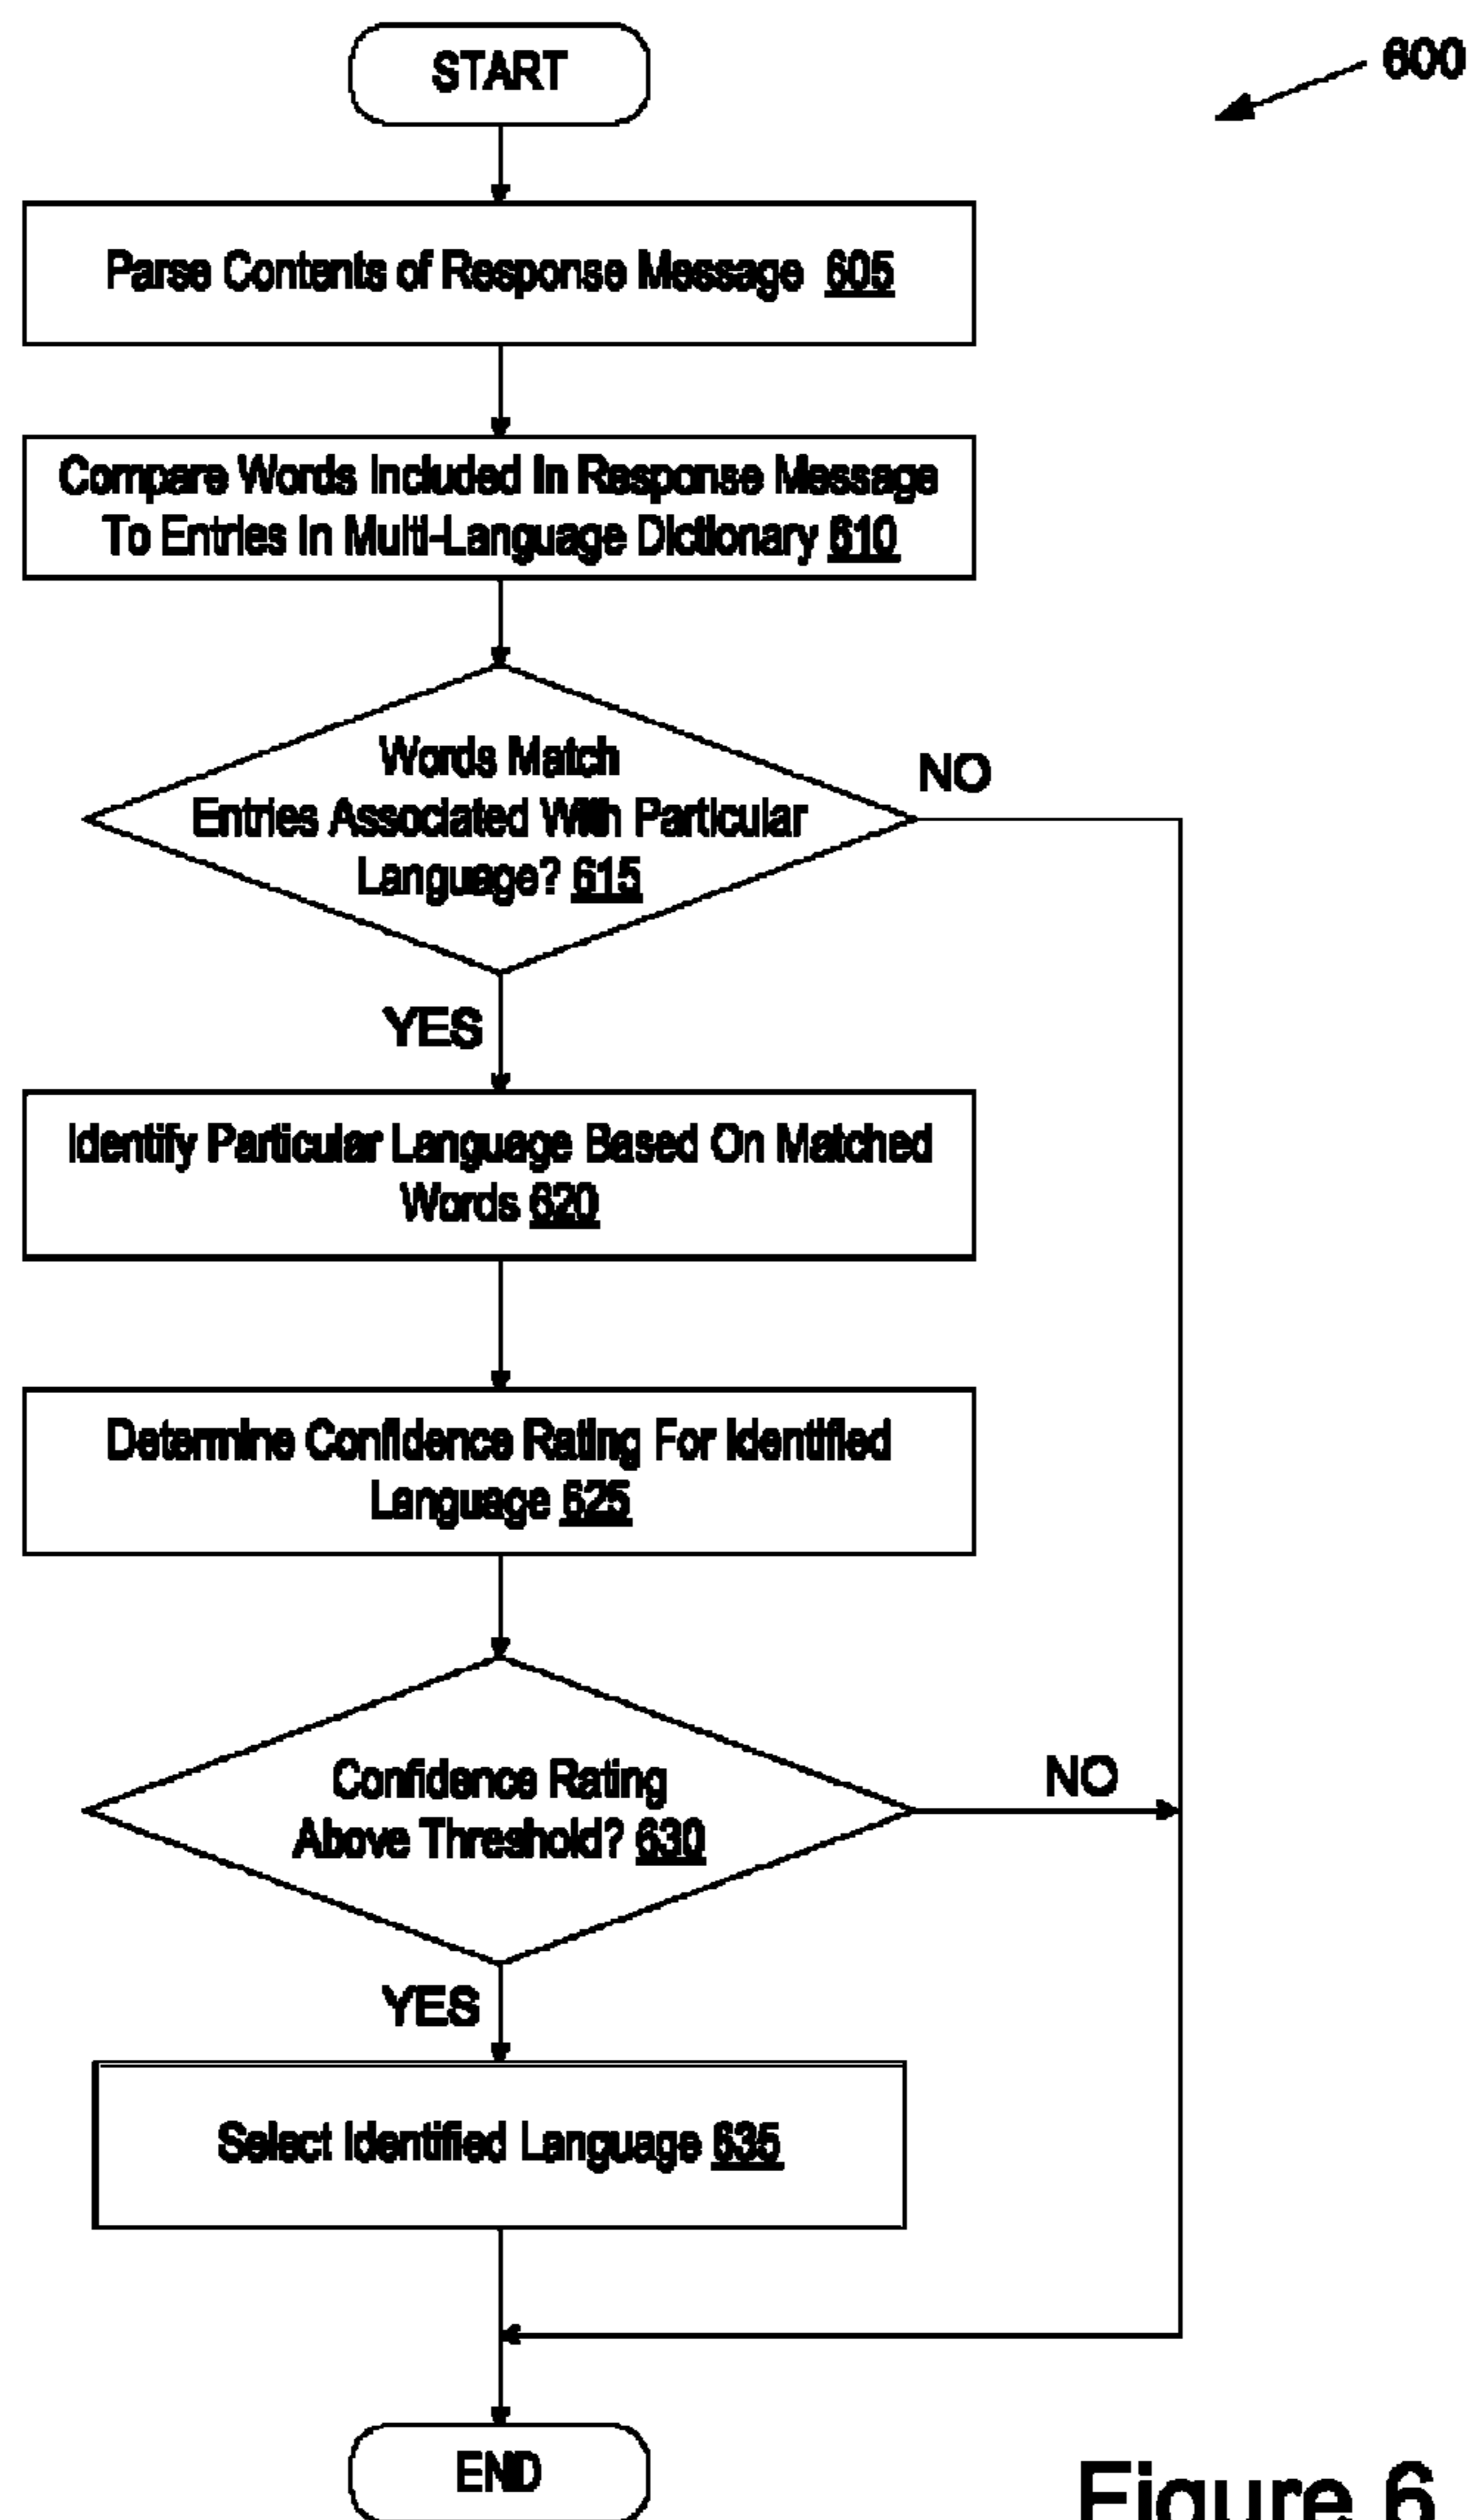 START
600
Parse Contents of Response Message 605
Compare Words Included In Response Message
To Entries In Multi-Language Dictionary 610
Words Match
Entries Associated With Particular
Language? 615
NO
YES
Identify Particular Language Based On Matched
Words 620
Determine Confidence Rating For Identified
Language 625
Confidence Rating
Above Threshold? 630
NO
YES
Select Identified Language 635
END
Figure 6